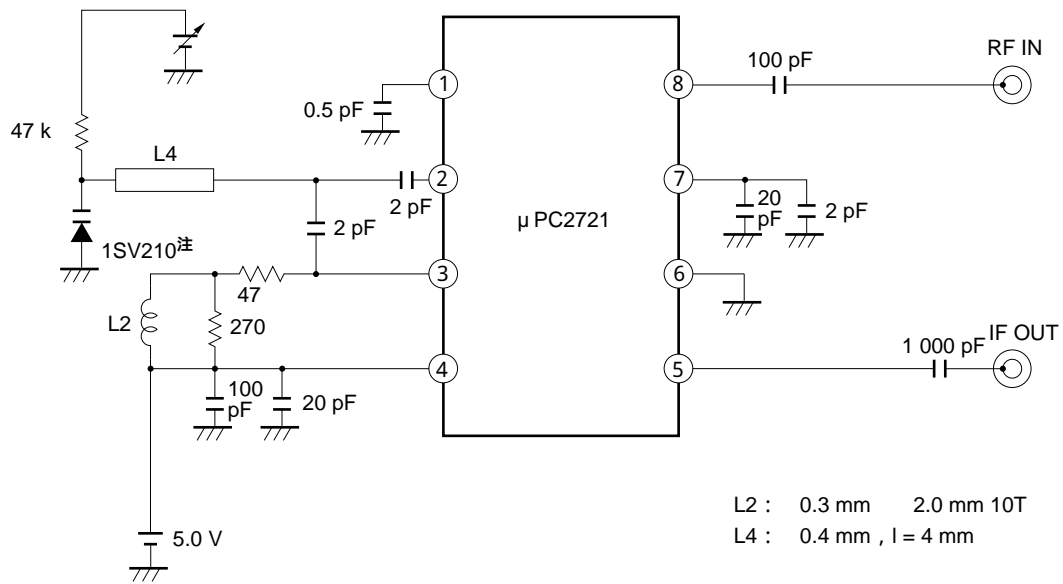 RF IN
100 pF
1
8
0.5 pF
47 k
L4
2
7
2 pF
20
pF
2 pF
2 pF
μ PC2721
1SV210注
3
6
47
L2
270
IF OUT
1 000 pF
4
5
100
pF
20 pF
L2 : 0.3 mm 2.0 mm 10T
L4 : 0.4 mm , l = 4 mm
5.0 V